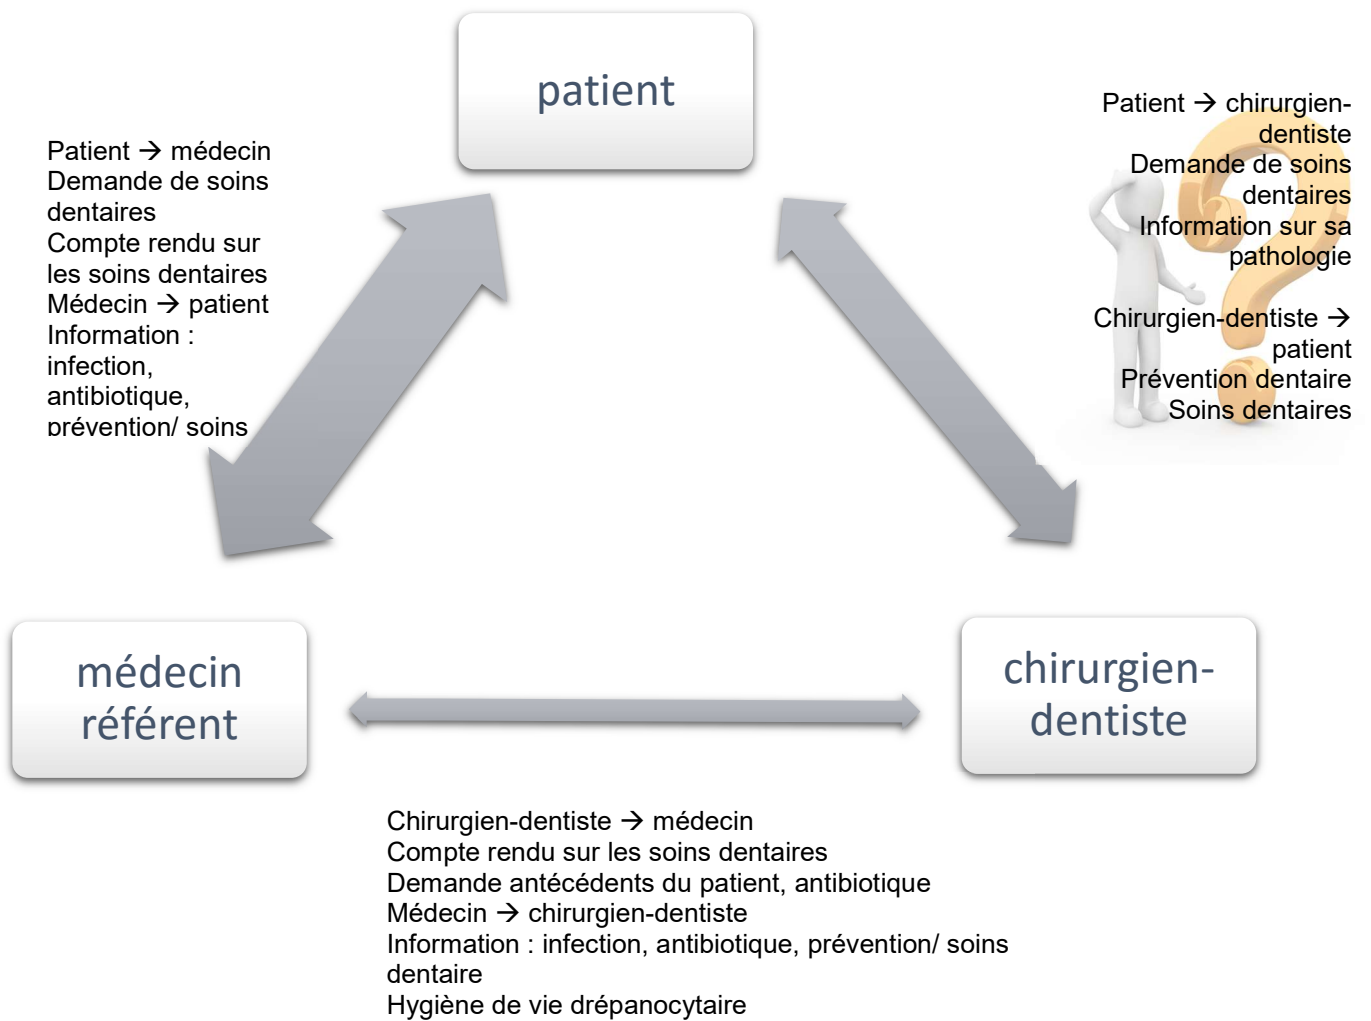 patient
Patient → médecin
Demande de soins
dentaires
Compte rendu sur
les soins dentaires
Médecin → patient
Information :
infection,
antibiotique,
prévention/ soins
Patient → chirurgien-
dentiste
Demande de soins
dentaires
Information sur sa
pathologie
Chirurgien-dentiste →
patient
Prévention dentaire
Soins dentaires
médecin
référent
chirurgien-
dentiste
Chirurgien-dentiste → médecin
Compte rendu sur les soins dentaires
Demande antécédents du patient, antibiotique
Médecin → chirurgien-dentiste
Information : infection, antibiotique, prévention/ soins
dentaire
Hygiène de vie drépanocytaire